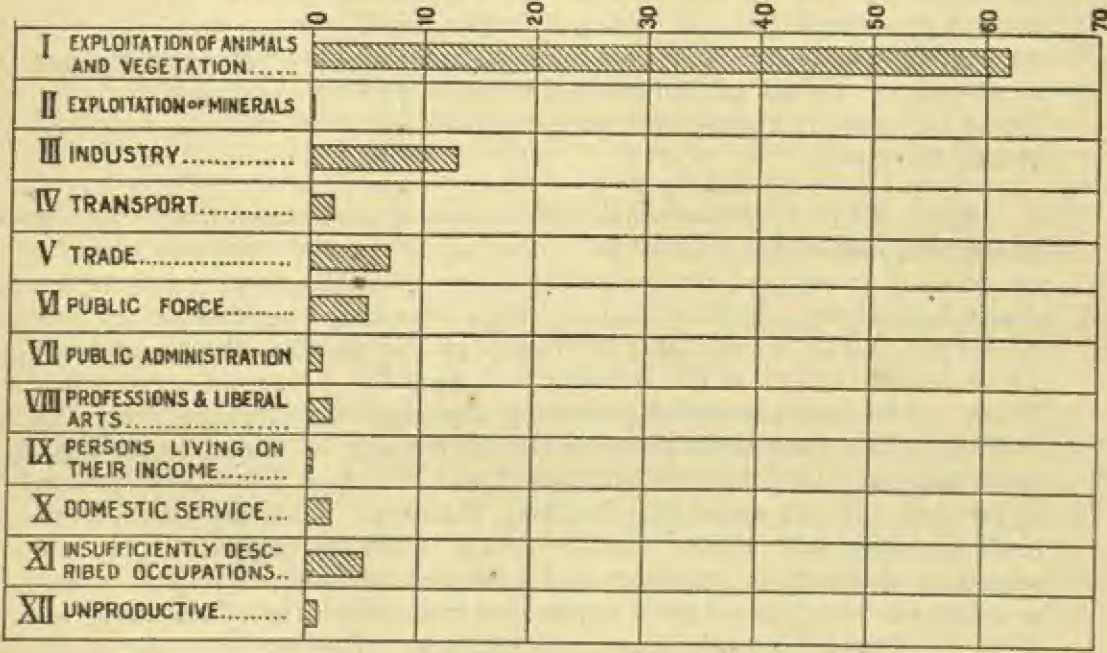 0 10 20 30 40 50 60 70
I EXPLOITATION OF ANIMALS
AND VEGETATION......
II EXPLOITATION OF MINERALS
III INDUSTRY..............
IV TRANSPORT............
V TRADE....................
VI PUBLIC FORCE..........
VII PUBLIC ADMINISTRATION
VIII PROFESSIONS & LIBERAL
ARTS.....................
IX PERSONS LIVING ON
THEIR INCOME.........
X DOMESTIC SERVICE...
XI INSUFFICIENTLY DESC-
RIBED OCCUPATIONS..
XII UNPRODUCTIVE.........